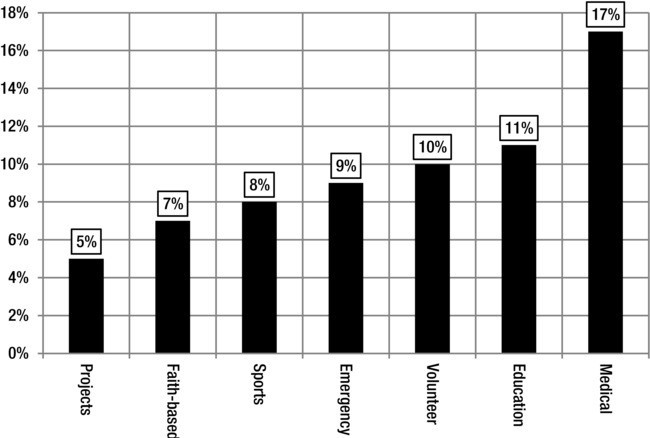 18%
16%
14%
12%
10%
8%
6%
4%
2%
0%
5%
7%
8%
9%
10%
11%
17%
Projects
Faith-based
Sports
Emergency
Volunteer
Education
Medical